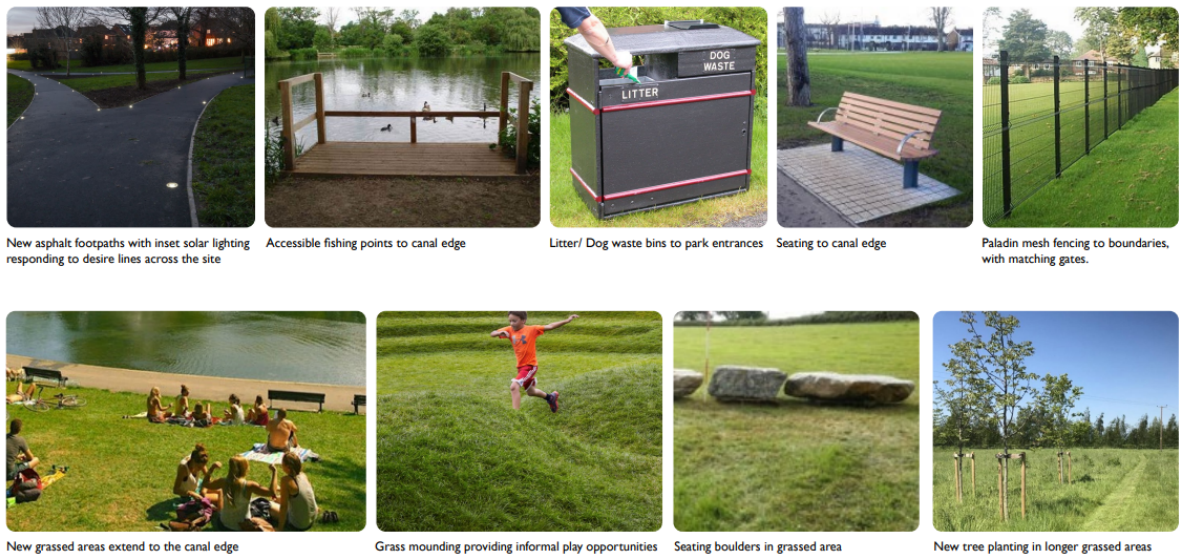 DOG
WASTE
LITTER
New asphalt footpaths with inset solar lighting
responding to desire lines across the site
Accessible fishing points to canal edge
Litter/ Dog waste bins to park entrances
Seating to canal edge
Paladin mesh fencing to boundaries,
with matching gates.
New grassed areas extend to the canal edge
Grass mounding providing informal play opportunities
Seating boulders in grassed area
New tree planting in longer grassed areas